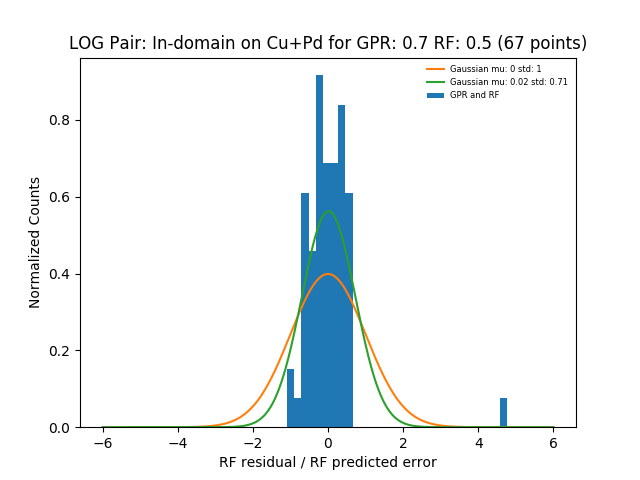 LOG Pair: In-domain on Cu+Pd for GPR: 0.7 RF: 0.5 (67 points)
Gaussian mu: 0 std: 1
Gaussian mu: 0.02 std: 0.71
GPR and RF
Normalized Counts
0.8
0.6
0.4
0.2
0.0
−6 −4 −2 0 2 4 6
RF residual / RF predicted error